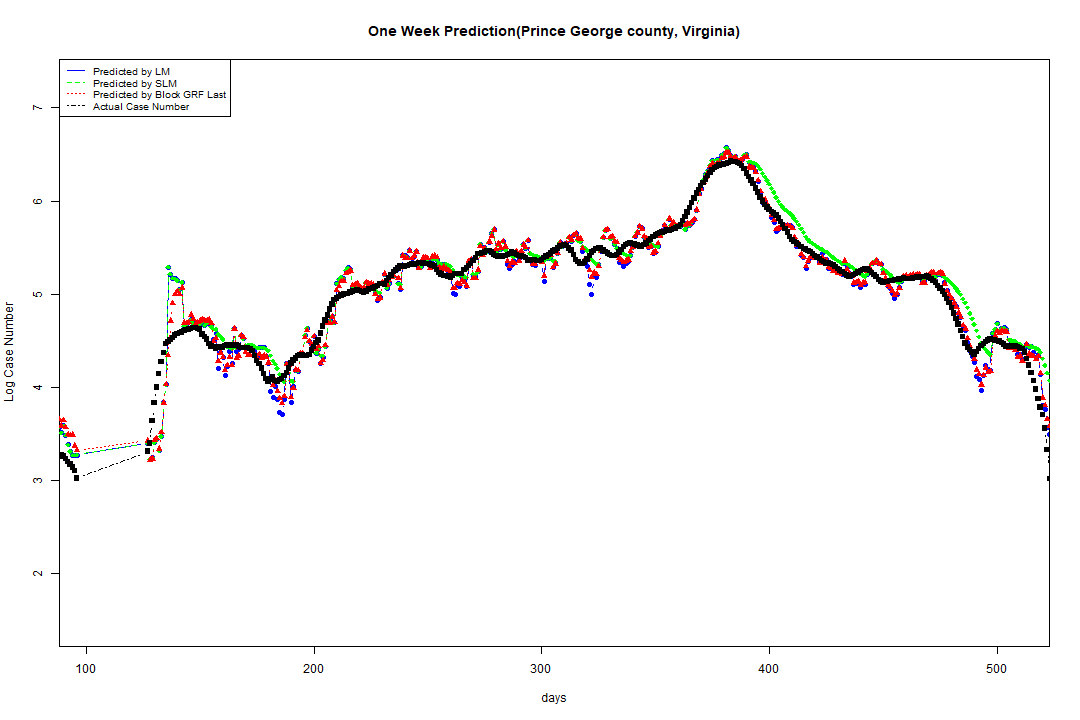 One Week Prediction(Prince George county, Virginia)
Predicted by LM
Predicted by SLM
Predicted by Block GRF Last
Actual Case Number
7
6
5
4
3
2
Log Case Number
100 200 300 400 500
days